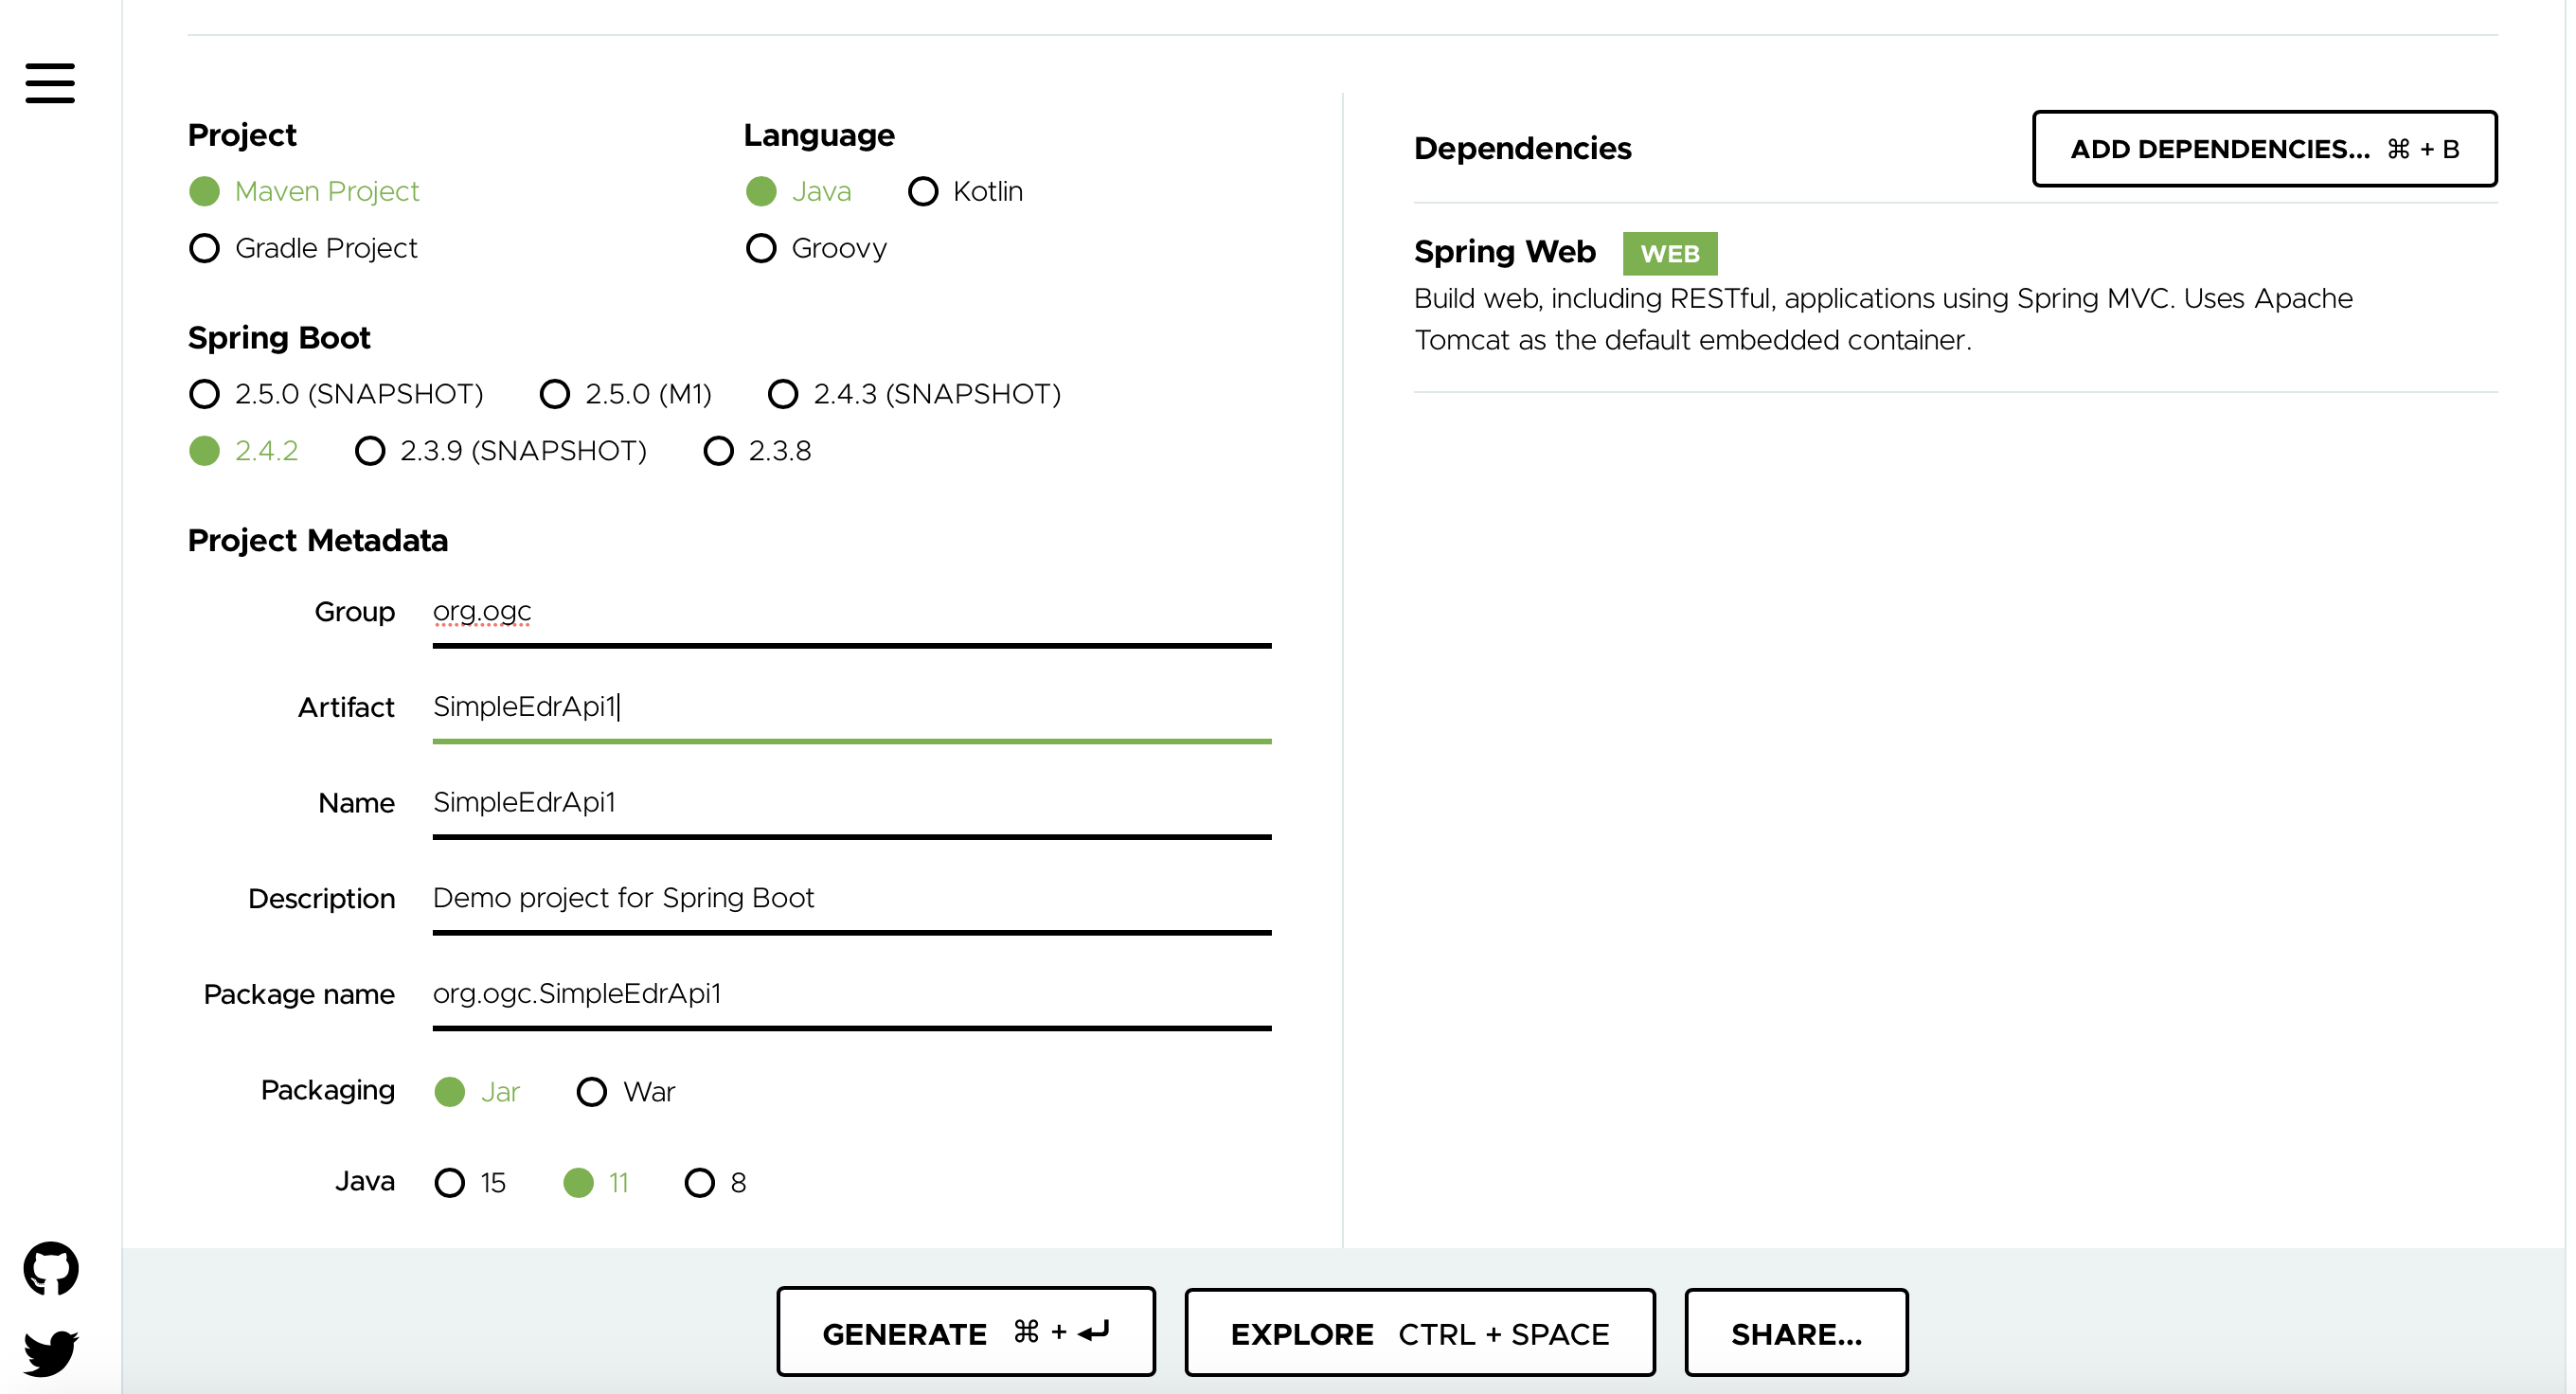 Project
Maven Project
Gradle Project
Language
Java Kotlin
Groovy
Spring Boot
2.5.0 (SNAPSHOT) 2.5.0 (M1) 2.4.3 (SNAPSHOT)
2.4.2 2.3.9 (SNAPSHOT) 2.3.8
Project Metadata
Group org.ogc
Artifact SimpleEdrApi1
Name SimpleEdrApi1
Description Demo project for Spring Boot
Package name org.ogc.SimpleEdrApi1
Packaging Jar War
Java 15 11 8
Dependencies
ADD DEPENDENCIES... ⌘ + B
Spring Web WEB
Build web, including RESTful, applications using Spring MVC. Uses Apache
Tomcat as the default embedded container.
GENERATE ⌘ + ⏎
EXPLORE CTRL + SPACE
SHARE...